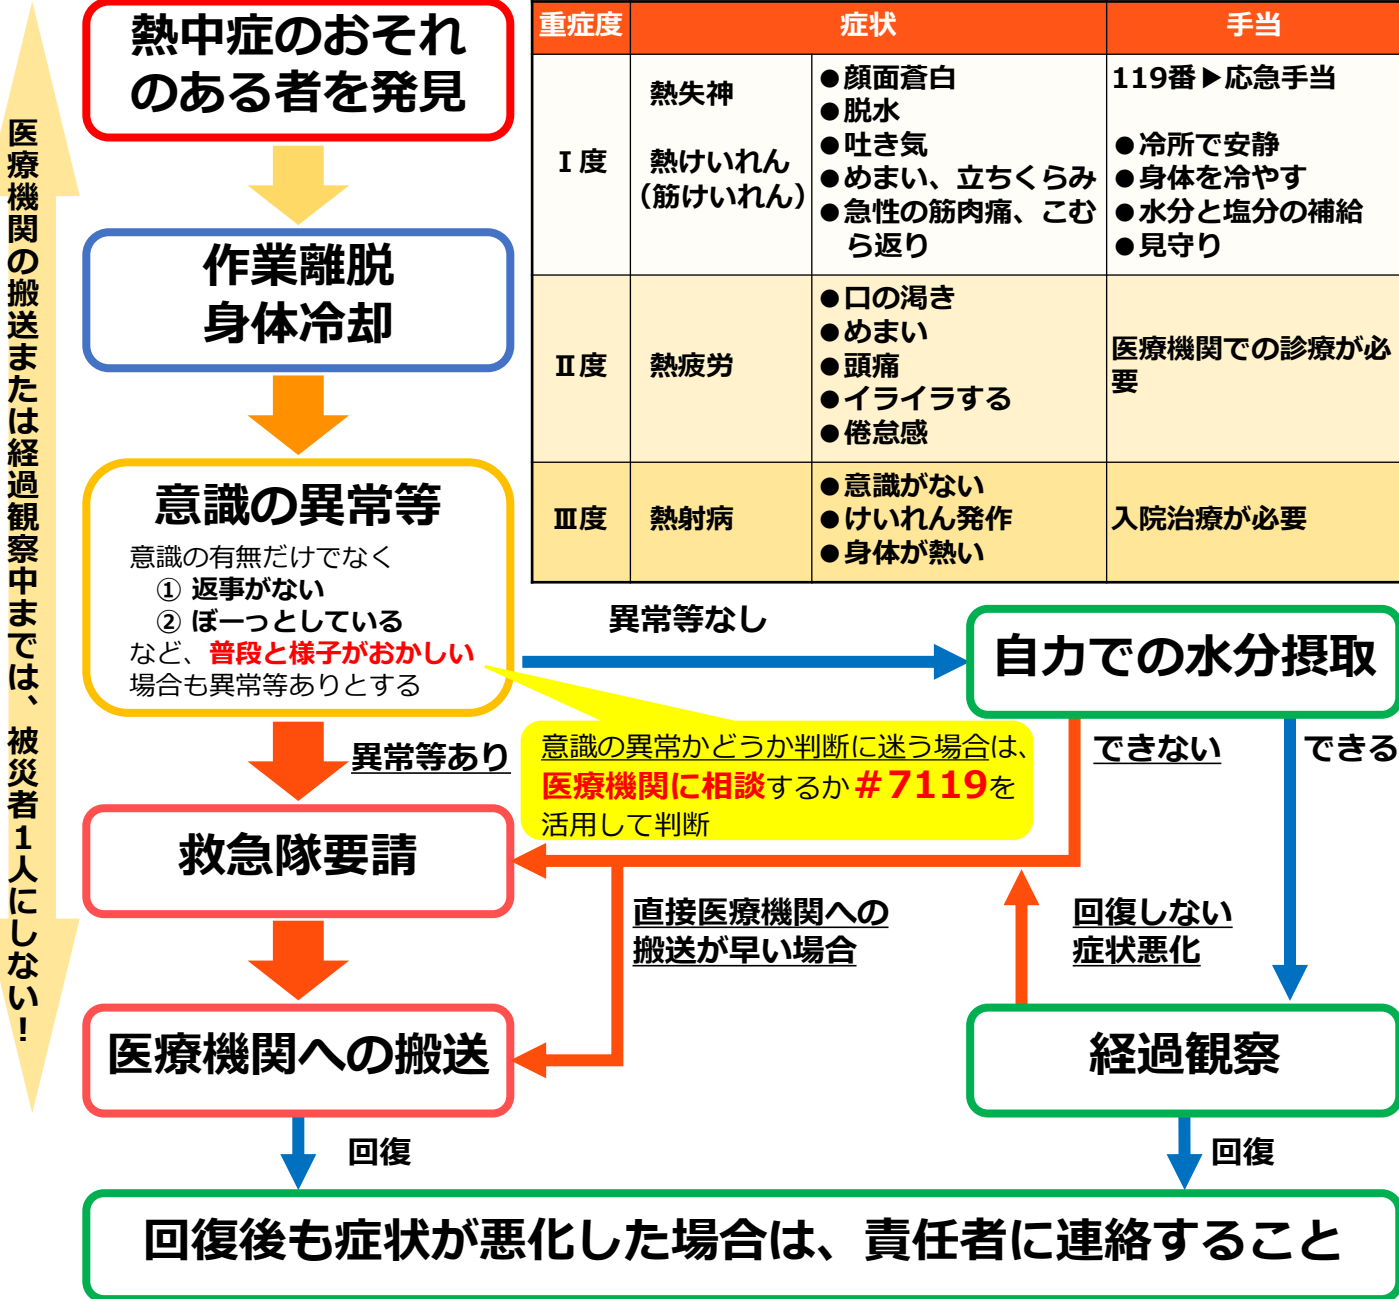 医療機関の搬送または経過観察中までは、被災者1人にしない!
熱中症のおそれ
のある者を発見
作業離脱
身体冷却
意識の異常等
意識の有無だけでなく
① 返事がない
② ぼーっとしている
など、普段と様子がおかしい
場合も異常等ありとする
重症度 症状 手当
Ⅰ度
熱失神
熱けいれん
(筋けいれん)
●顔面蒼白
●脱水
●吐き気
●めまい、立ちくらみ
●急性の筋肉痛、こむ
ら返り
119番▶応急手当
●冷所で安静
●身体を冷やす
●水分と塩分の補給
●見守り
Ⅱ度
熱疲労
●口の渇き
●めまい
●頭痛
●イライラする
●倦怠感
医療機関での診療が必
要
Ⅲ度
熱射病
●意識がない
●けいれん発作
●身体が熱い
入院治療が必要
異常等なし
自力での水分摂取
異常等あり
意識の異常かどうか判断に迷う場合は、
医療機関に相談するか#7119を
活用して判断
できない
できる
救急隊要請
直接医療機関への
搬送が早い場合
回復しない
症状悪化
医療機関への搬送
経過観察
回復
回復
回復後も症状が悪化した場合は、責任者に連絡すること